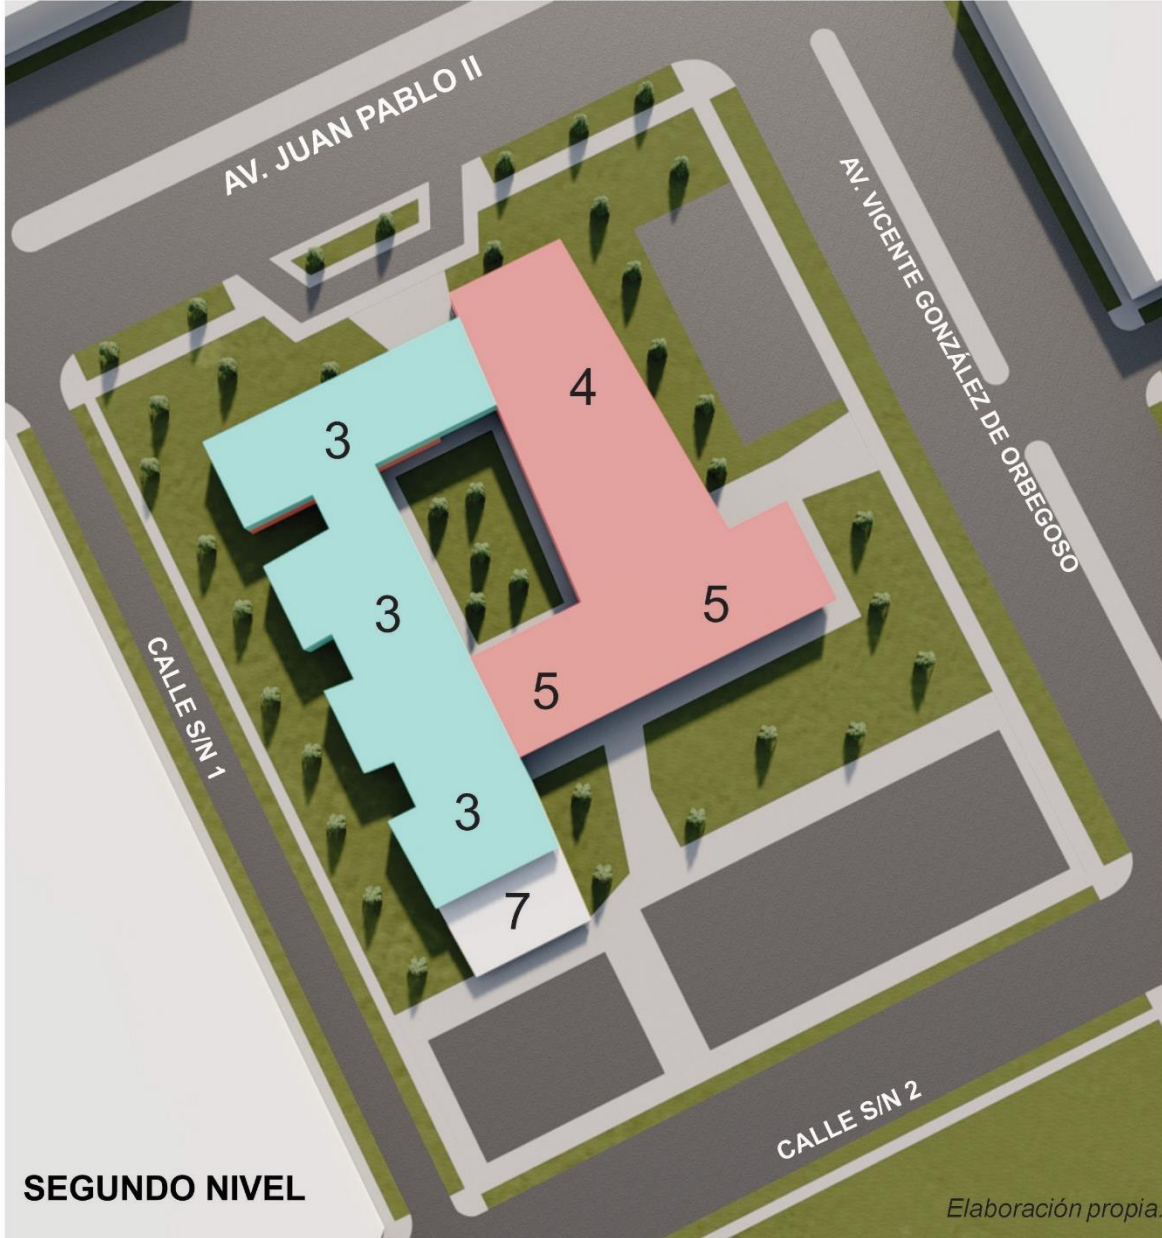 AV. JUAN PABLO II
AV. VICENTE GONZÁLEZ DE ORBEGOSO
4
3
3
5
5
CALLE S/N 1
3
7
CALLE S/N 2
SEGUNDO NIVEL
Elaboración propia.